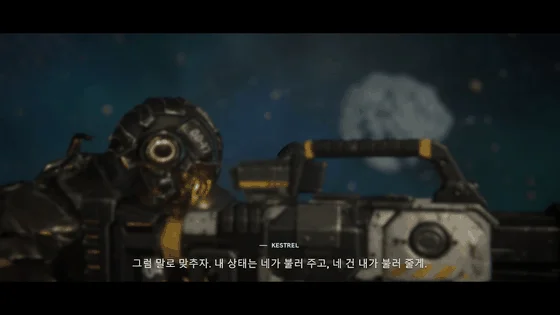 — KESTREL
그럼 말로 맞추자. 내 상태는 네가 불러 주고, 네 건 내가 불러 줄게.